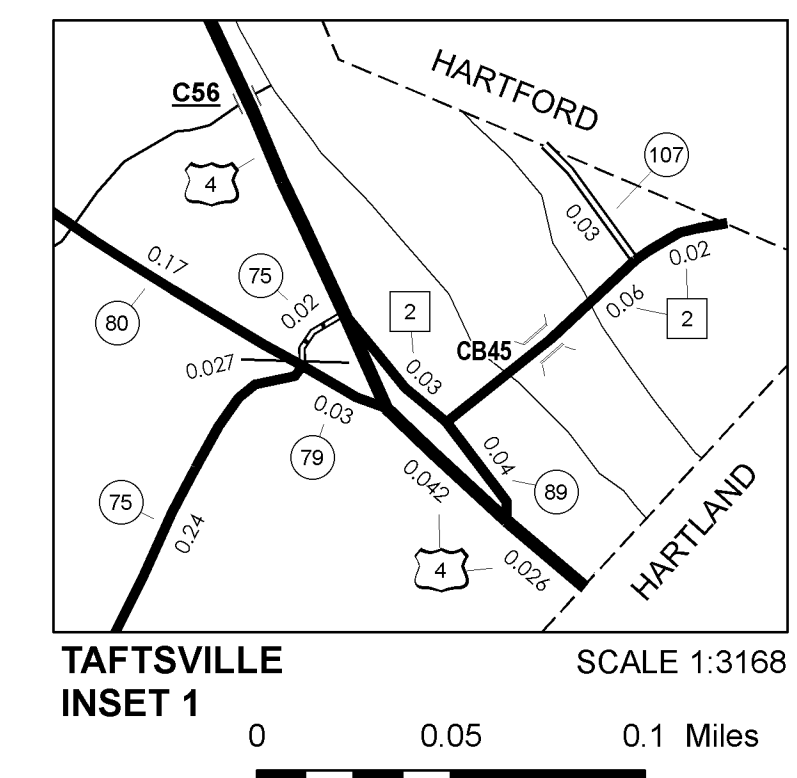 HARTFORD
C56
107
4
0.03
0.17
75
0.02
0.02
2
80
0.06
2
CB45
0.027
0.03
0.03
79
0.04
0.042
89
75
0.24
4
0.026
HARTLAND
TAFTSVILLE
INSET 1
SCALE 1:3168
0 0.05 0.1 Miles